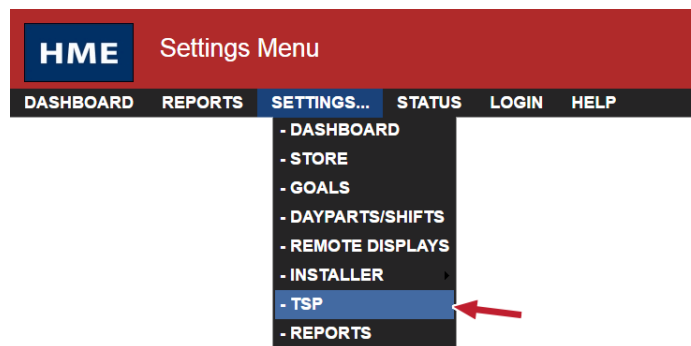 HME
Settings Menu
DASHBOARD REPORTS SETTINGS... STATUS LOGIN HELP
- DASHBOARD
- STORE
- GOALS
- DAYPARTS/SHIFTS
- REMOTE DISPLAYS
- INSTALLER
- TSP
- REPORTS